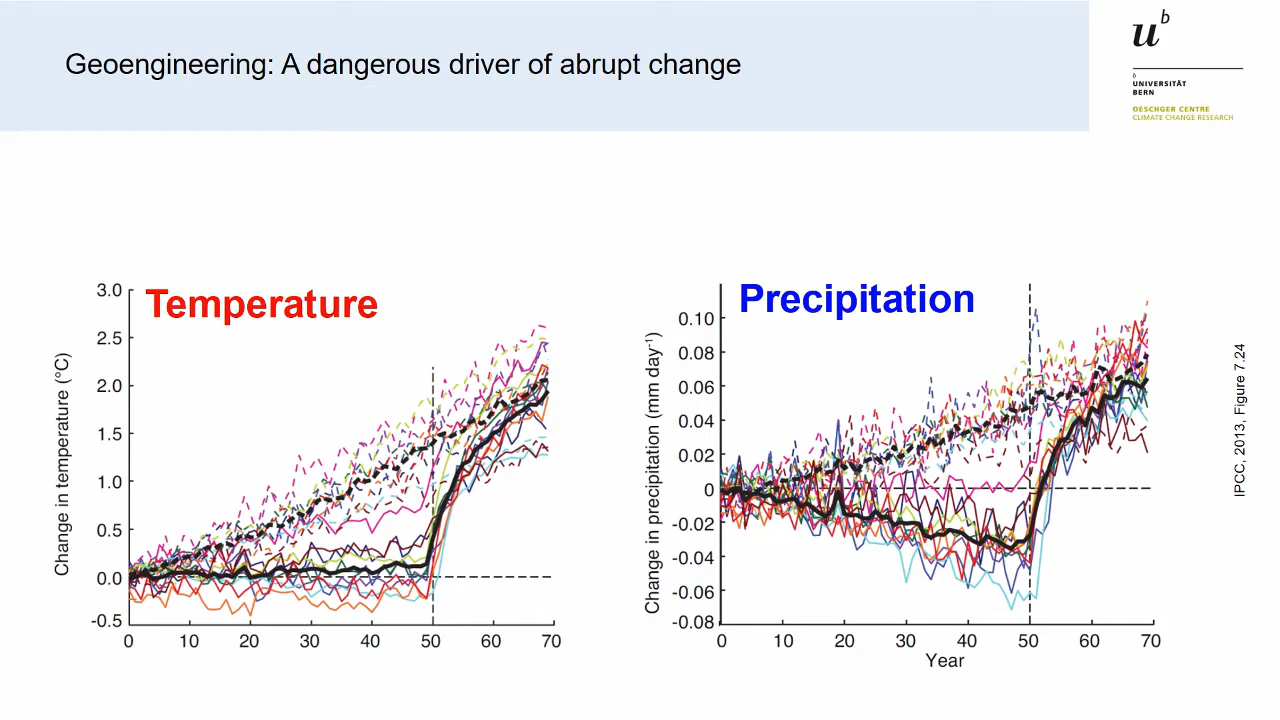 Geoengineering: A dangerous driver of abrupt change
u b
b
UNIVERSITÄT
BERN
OESCHGER CENTRE
CLIMATE CHANGE RESEARCH
Temperature
Change in temperature (°C)
3.0
2.5
2.0
1.5
1.0
0.5
0.0
-0.5
0 10 20 30 40 50 60 70
Precipitation
Change in precipitation (mm day-1)
0.10
0.08
0.06
0.04
0.02
0
-0.02
-0.04
-0.06
-0.08
0 10 20 30 40 50 60 70
Year
IPCC, 2013, Figure 7.24